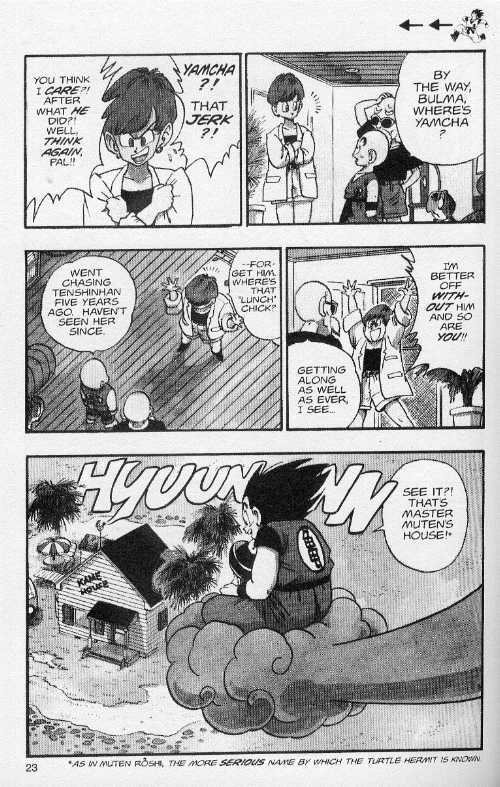 BY
THE WAY,
BULMA,
WHERE'S
YAMCHA
?
YAMCHA
?!
THAT
JERK
?!
YOU THINK
I CARE?!
AFTER
WHAT HE
DID?!
WELL,
THINK
AGAIN,
PAL!!
I'M
BETTER
OFF
WITH-
OUT HIM
AND SO
ARE
YOU!!
GETTING
ALONG
AS WELL
AS EVER,
I SEE...
--FOR-
GET HIM.
WHERE'S
THAT
"LUNCH"
CHICK?
WENT
CHASING
TENSHINHAN
FIVE YEARS
AGO. HAVEN'T
SEEN HER
SINCE.
HYUUUNNN
SEE IT?!
THAT'S
MASTER
MUTEN'S
HOUSE!*
KAME
HOUSE
23
*AS IN MUTEN RÔSHI, THE MORE SERIOUS NAME BY WHICH THE TURTLE HERMIT IS KNOWN.